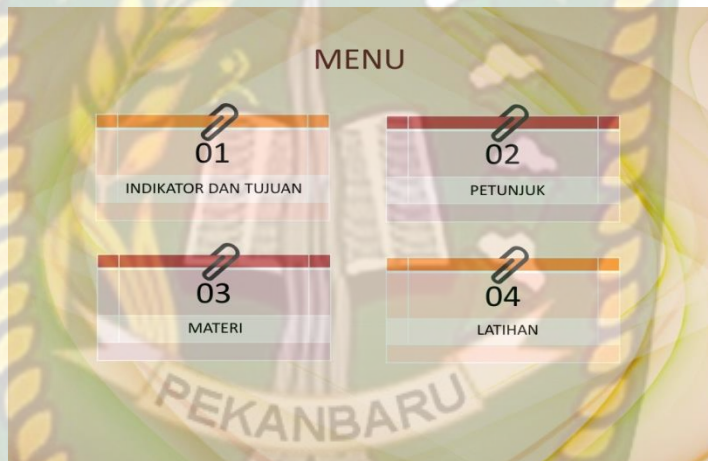 MENU
01
INDIKATOR DAN TUJUAN
02
PETUNJUK
03
MATERI
04
LATIHAN
PEKANBARU